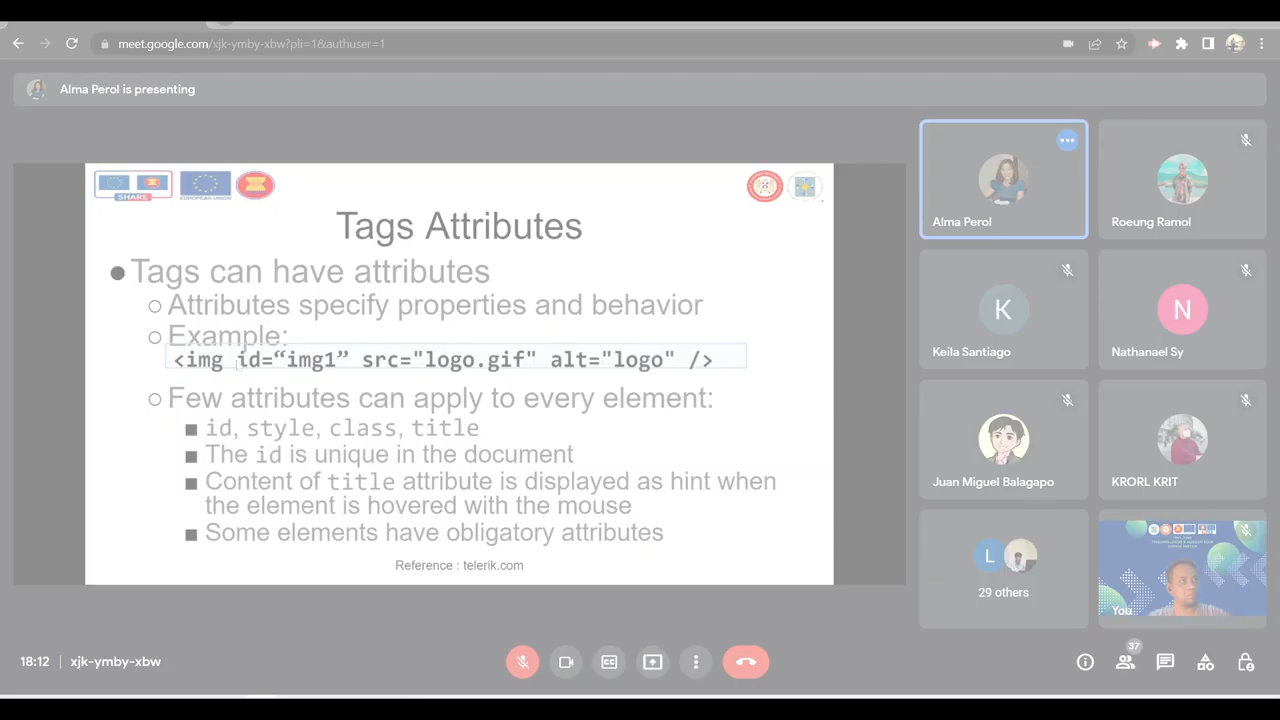 meet.google.com/xjk-ymby-xbw?pli=1&authuser=1
Alma Perol is presenting
SHARE
EUROPEAN UNION
Tags Attributes
Tags can have attributes
Attributes specify properties and behavior
Example:
<img id=“img1” src="logo.gif" alt="logo" />
Few attributes can apply to every element:
id, style, class, title
The id is unique in the document
Content of title attribute is displayed as hint when
the element is hovered with the mouse
Some elements have obligatory attributes
Reference : telerik.com
Alma Perol
Roeung Ramol
K
Keila Santiago
N
Nathanael Sy
Juan Miguel Balagapo
KRORL KRIT
L
29 others
You
18:12
xjk-ymby-xbw
37